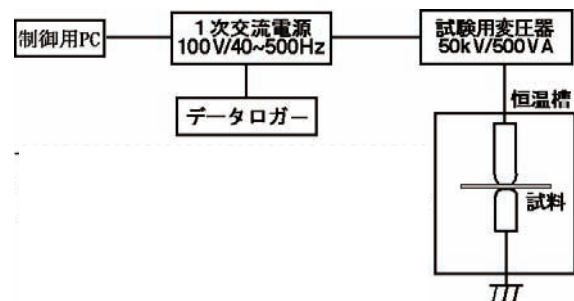 制御用PC
1次交流電源
100V/40~500Hz
試験用変圧器
50kV/500VA
データロガー
恒温槽
試料